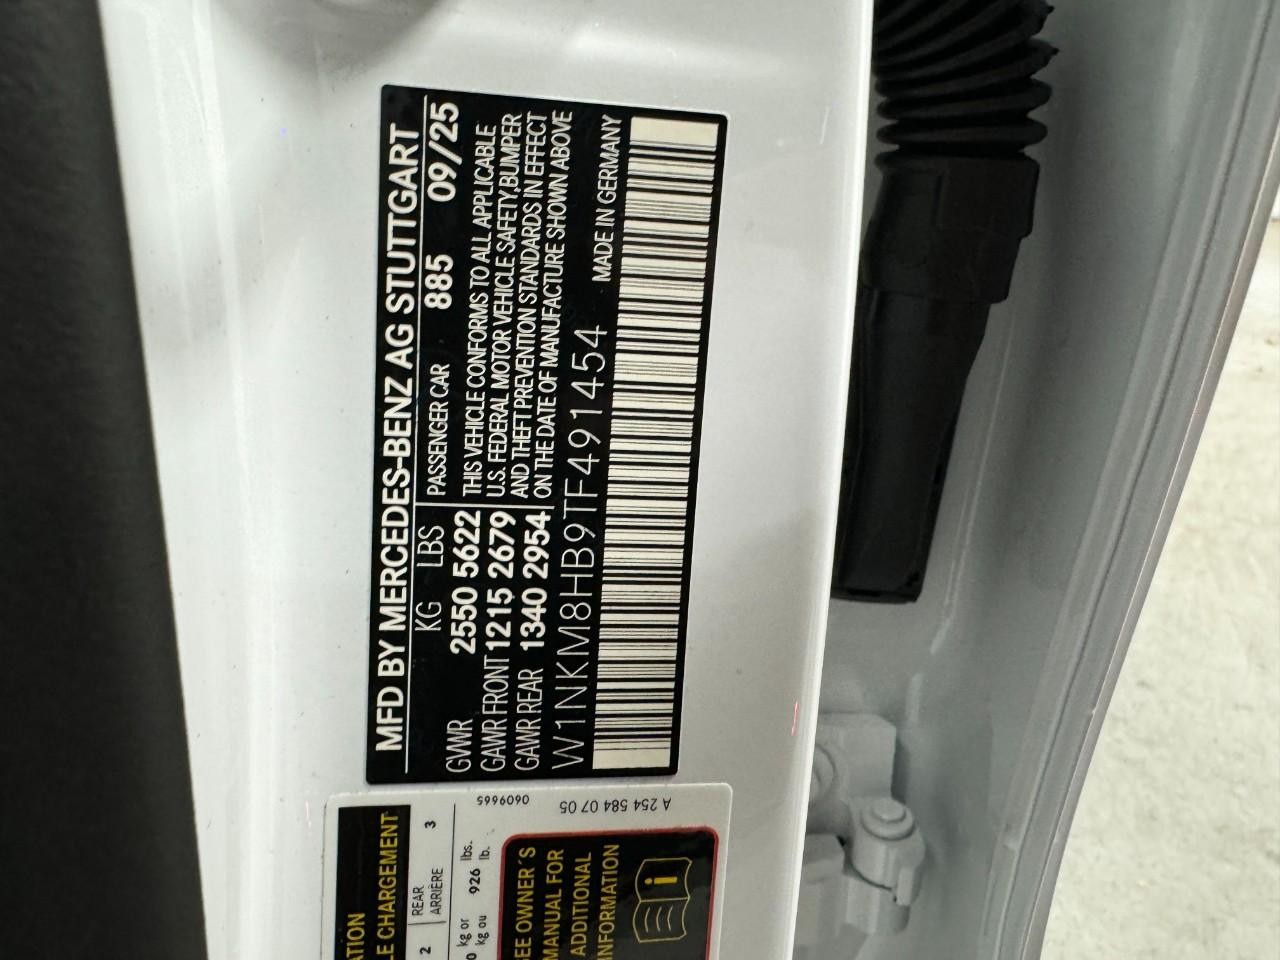 MFD BY MERCEDES-BENZ AG STUTTGART
KG LBS PASSENGER CAR 885 09/25
GVWR 2550 5622 THIS VEHICLE CONFORMS TO ALL APPLICABLE
GAWR FRONT 1215 2679 U.S. FEDERAL MOTOR VEHICLE SAFETY, BUMPER
GAWR REAR 1340 2954 AND THEFT PREVENTION STANDARDS IN EFFECT
ON THE DATE OF MANUFACTURE SHOWN ABOVE
W1NKM8HB9TF491454 MADE IN GERMANY
LE CHARGEMENT
2 REAR 3
ARRIÈRE
kg or 926 lbs.
kg ou lb.
0609665
A 254 584 07 05
OWNER´S
MANUAL FOR
ADDITIONAL
INFORMATION
i